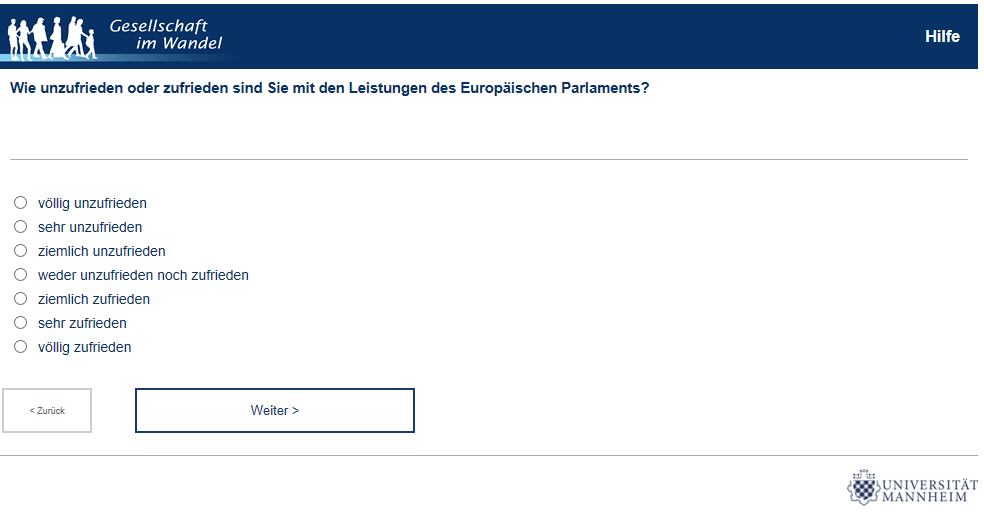 Gesellschaft
im Wandel
Hilfe
Wie unzufrieden oder zufrieden sind Sie mit den Leistungen des Europäischen Parlaments?
völlig unzufrieden
sehr unzufrieden
ziemlich unzufrieden
weder unzufrieden noch zufrieden
ziemlich zufrieden
sehr zufrieden
völlig zufrieden
< Zurück
Weiter >
UNIVERSITÄT
MANNHEIM